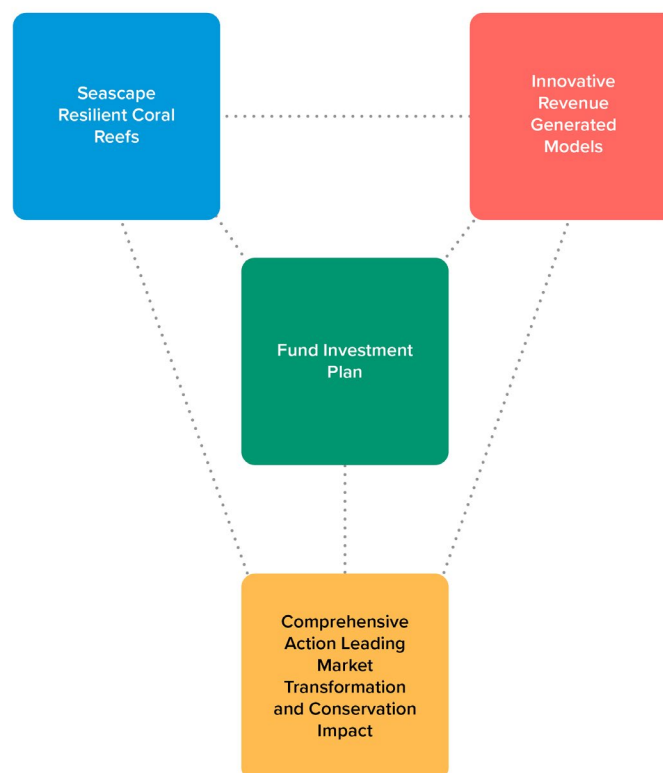 Seascape
Resilient Coral
Reefs
Innovative
Revenue
Generated
Models
Fund Investment
Plan
Comprehensive
Action Leading
Market
Transformation
and Conservation
Impact